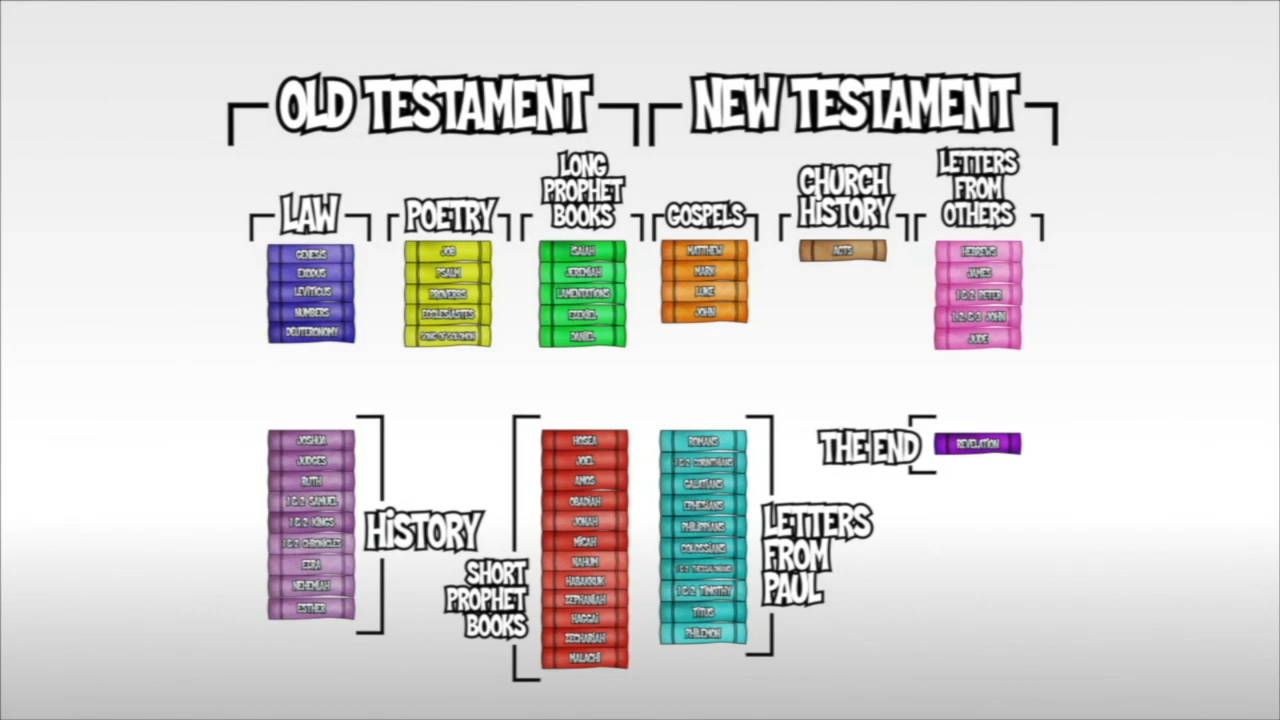 OLD TESTAMENT
NEW TESTAMENT
LAW
GENESIS
EXODUS
LEVITICUS
NUMBERS
DEUTERONOMY
POETRY
JOB
PSALM
PROVERBS
ECCLESIASTES
SONG OF SOLOMON
LONG
PROPHET
BOOKS
ISAIAH
JEREMIAH
LAMENTATIONS
EZEKIEL
DANIEL
GOSPELS
MATTHEW
MARK
LUKE
JOHN
CHURCH
HISTORY
ACTS
LETTERS
FROM
OTHERS
HEBREWS
JAMES
1 & 2 PETER
1, 2, & 3 JOHN
JUDE
JOSHUA
JUDGES
RUTH
1 & 2 SAMUEL
1 & 2 KINGS
1 & 2 CHRONICLES
EZRA
NEHEMIAH
ESTHER
HISTORY
SHORT
PROPHET
BOOKS
HOSEA
JOEL
AMOS
OBADIAH
JONAH
MICAH
NAHUM
HABAKKUK
ZEPHANIAH
HAGGAI
ZECHARIAH
MALACHI
ROMANS
1 & 2 CORINTHIANS
GALATIANS
EPHESIANS
PHILIPPIANS
COLOSSIANS
1 & 2 THESSALONIANS
1 & 2 TIMOTHY
TITUS
PHILEMON
LETTERS
FROM
PAUL
THE END
REVELATION